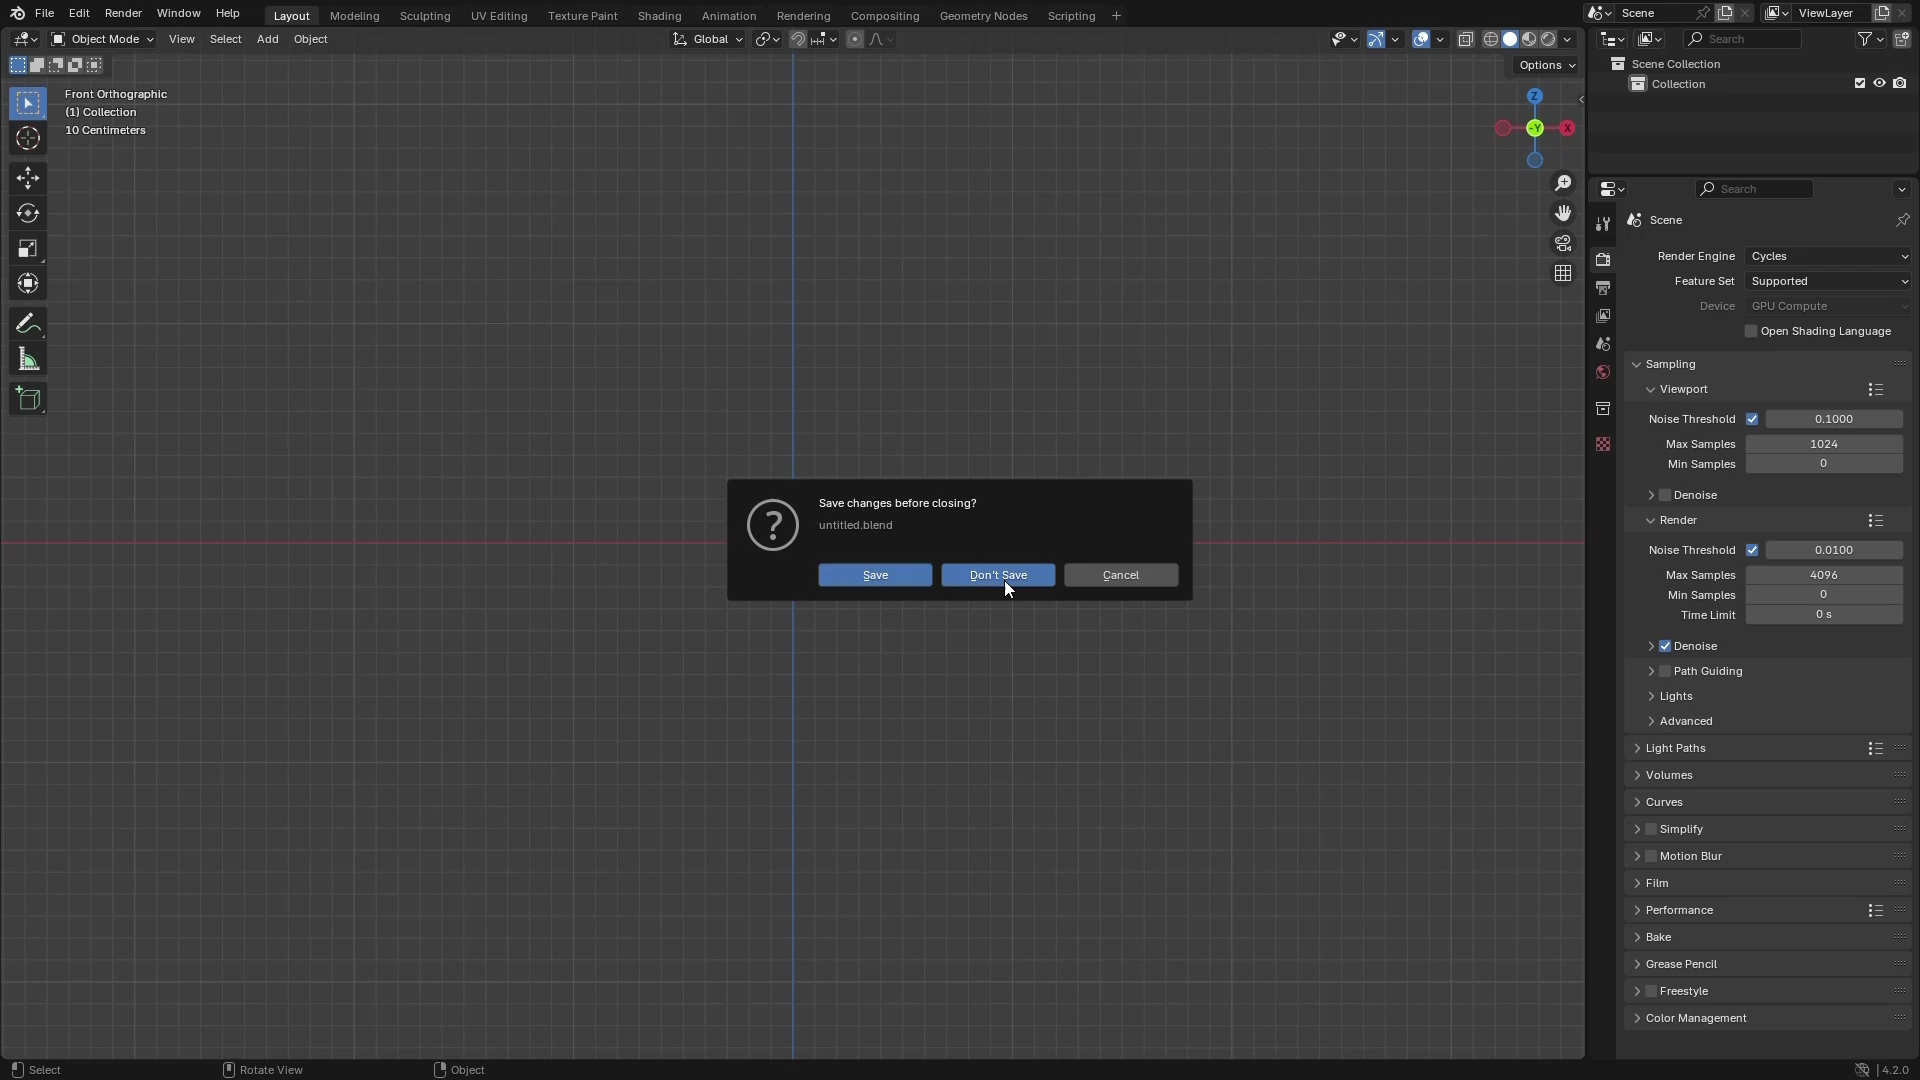 File Edit Render Window Help
Layout Modeling Sculpting UV Editing Texture Paint Shading Animation Rendering Compositing Geometry Nodes Scripting +
Scene
ViewLayer
Object Mode View Select Add Object
Global
Search
Options
Front Orthographic
(1) Collection
10 Centimeters
Z
-Y
X
Scene Collection
Collection
Search
Scene
Render Engine Cycles
Feature Set Supported
Device GPU Compute
Open Shading Language
Sampling
Viewport
Noise Threshold 0.1000
Max Samples 1024
Min Samples 0
Denoise
Render
Noise Threshold 0.0100
Max Samples 4096
Min Samples 0
Time Limit 0 s
Denoise
Path Guiding
Lights
Advanced
Light Paths
Volumes
Curves
Simplify
Motion Blur
Film
Performance
Bake
Grease Pencil
Freestyle
Color Management
Save changes before closing?
untitled.blend
Save Don't Save Cancel
Select Rotate View Object
4.2.0